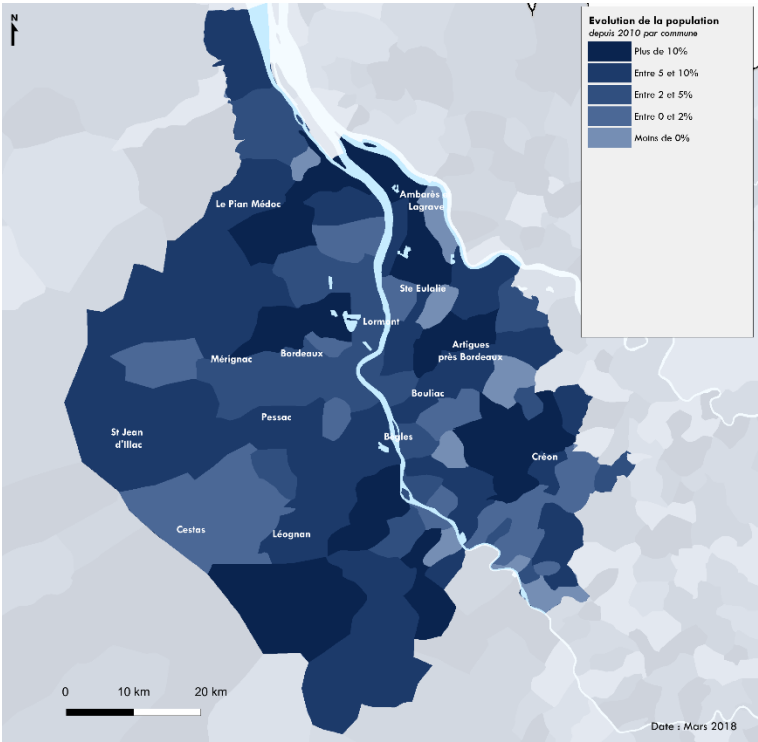 N
Evolution de la population
depuis 2010 par commune
Plus de 10%
Entre 5 et 10%
Entre 2 et 5%
Entre 0 et 2%
Moins de 0%
Ambarès
Lagrave
Le Pian Médoc
Ste Eulalie
Lormont
Artigues
près Bordeaux
Bordeaux
Mérignac
Bouliac
Pessac
St Jean
d'Illac
Bègles
Créon
Cestas
Léognan
0 10 km 20 km
Date : Mars 2018